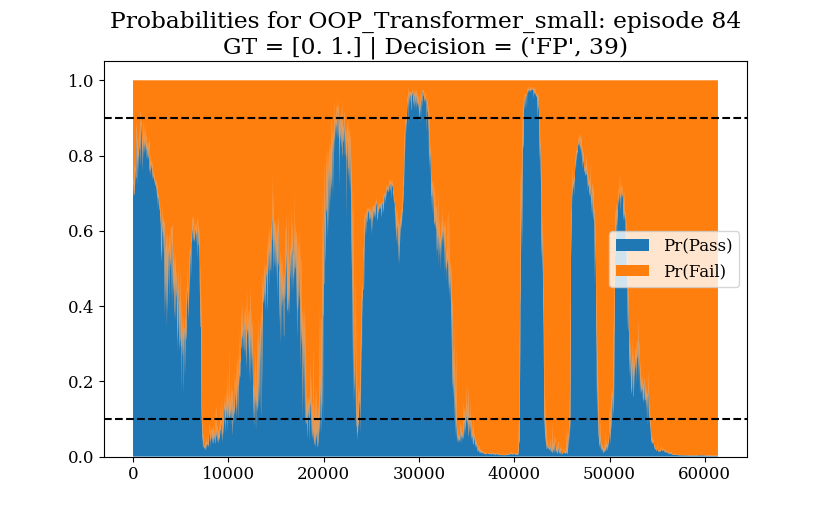 Probabilities for OOP_Transformer_small: episode 84
GT = [0. 1.] | Decision = ('FP', 39)
1.0
0.8
0.6
0.4
0.2
0.0
Pr(Pass)
Pr(Fail)
0 10000 20000 30000 40000 50000 60000